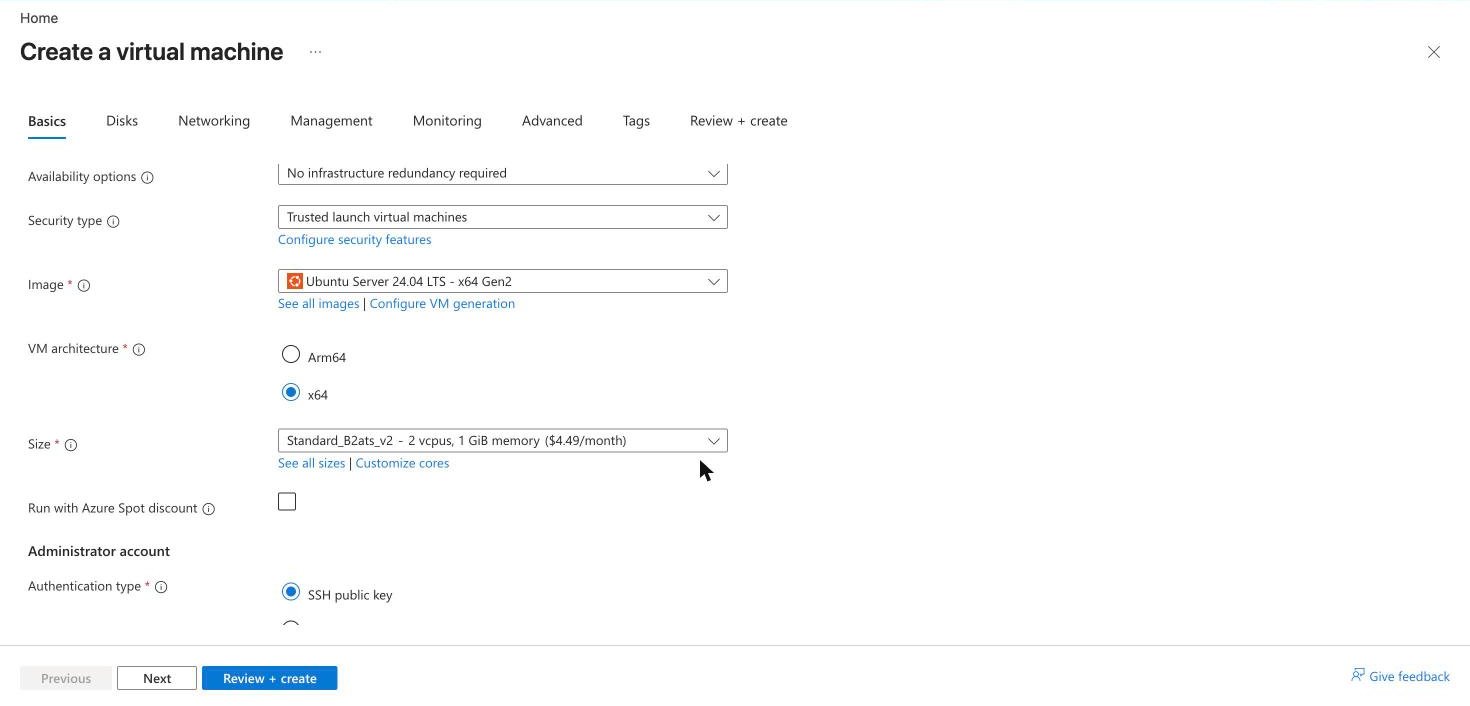 Home
Create a virtual machine ...
Basics Disks Networking Management Monitoring Advanced Tags Review + create
Availability options No infrastructure redundancy required
Security type Trusted launch virtual machines
Configure security features
Image * Ubuntu Server 24.04 LTS - x64 Gen2
See all images | Configure VM generation
VM architecture * Arm64
x64
Size * Standard_B2ats_v2 - 2 vcpus, 1 GiB memory ($4.49/month)
See all sizes | Customize cores
Run with Azure Spot discount
Administrator account
Authentication type * SSH public key
Previous Next Review + create Give feedback